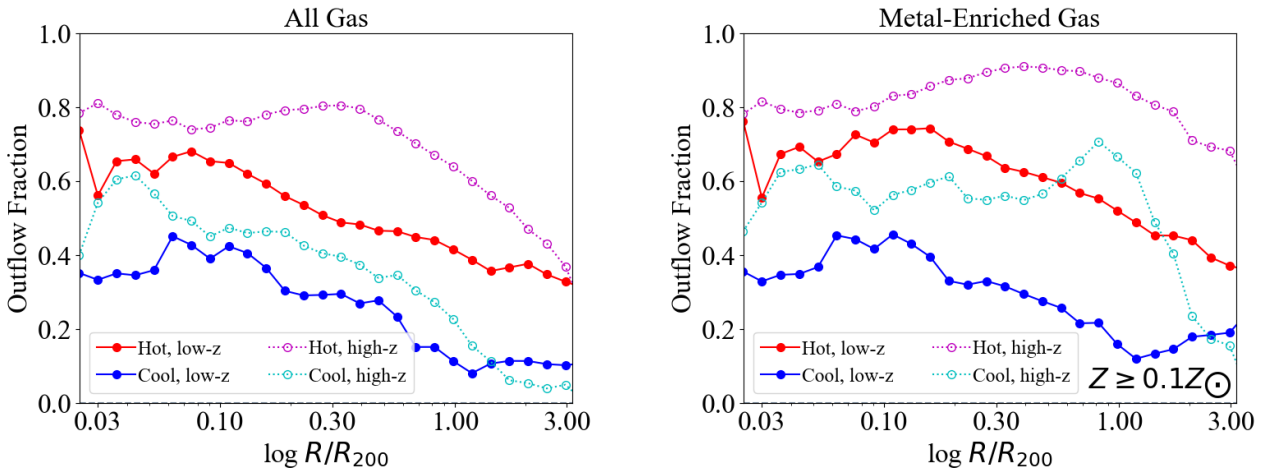 All Gas
1.0
0.8
0.6
0.4
0.2
0.0
Outflow Fraction
Hot, low-z
Cool, low-z
Hot, high-z
Cool, high-z
0.03 0.10 0.30 1.00 3.00
log R/R₂₀₀
Metal-Enriched Gas
1.0
0.8
0.6
0.4
0.2
0.0
Outflow Fraction
Hot, low-z
Cool, low-z
Hot, high-z
Cool, high-z
Z ≥ 0.1Z⊙
0.03 0.10 0.30 1.00 3.00
log R/R₂₀₀